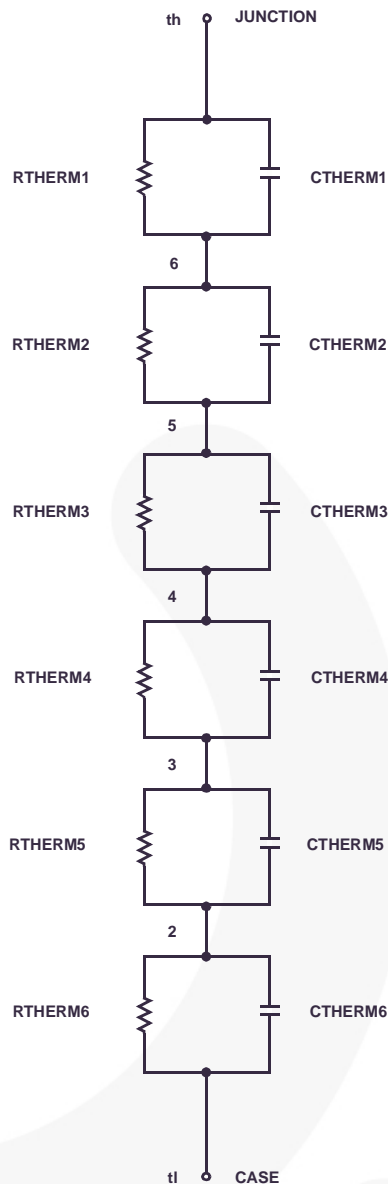 th JUNCTION
RTHERM1 CTHERM1
6
RTHERM2 CTHERM2
5
RTHERM3 CTHERM3
4
RTHERM4 CTHERM4
3
RTHERM5 CTHERM5
2
RTHERM6 CTHERM6
tl CASE